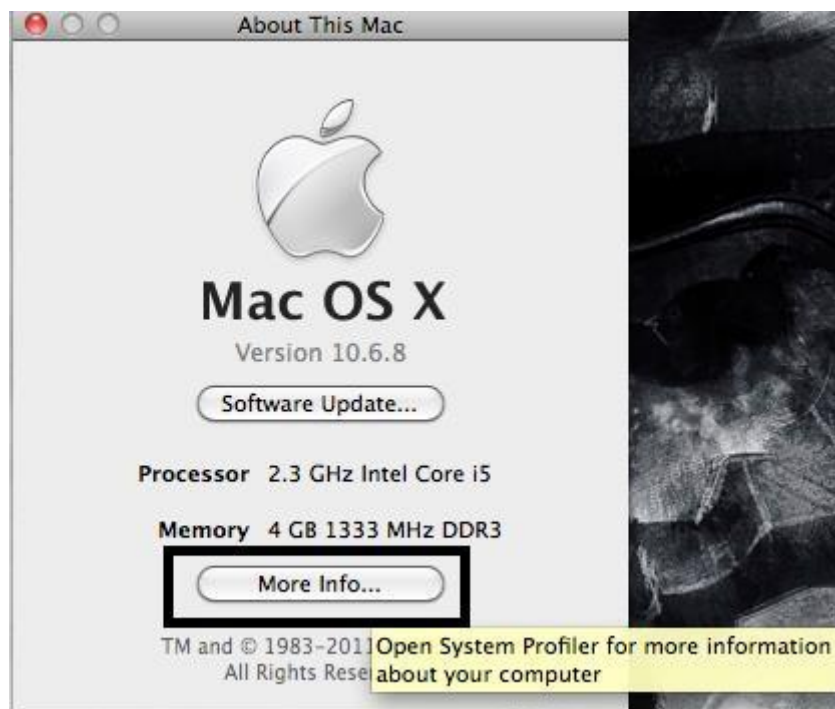 About This Mac
Mac OS X
Version 10.6.8
Software Update...
Processor 2.3 GHz Intel Core i5
Memory 4 GB 1333 MHz DDR3
More Info...
TM and © 1983-2011
All Rights Rese
Open System Profiler for more information
about your computer